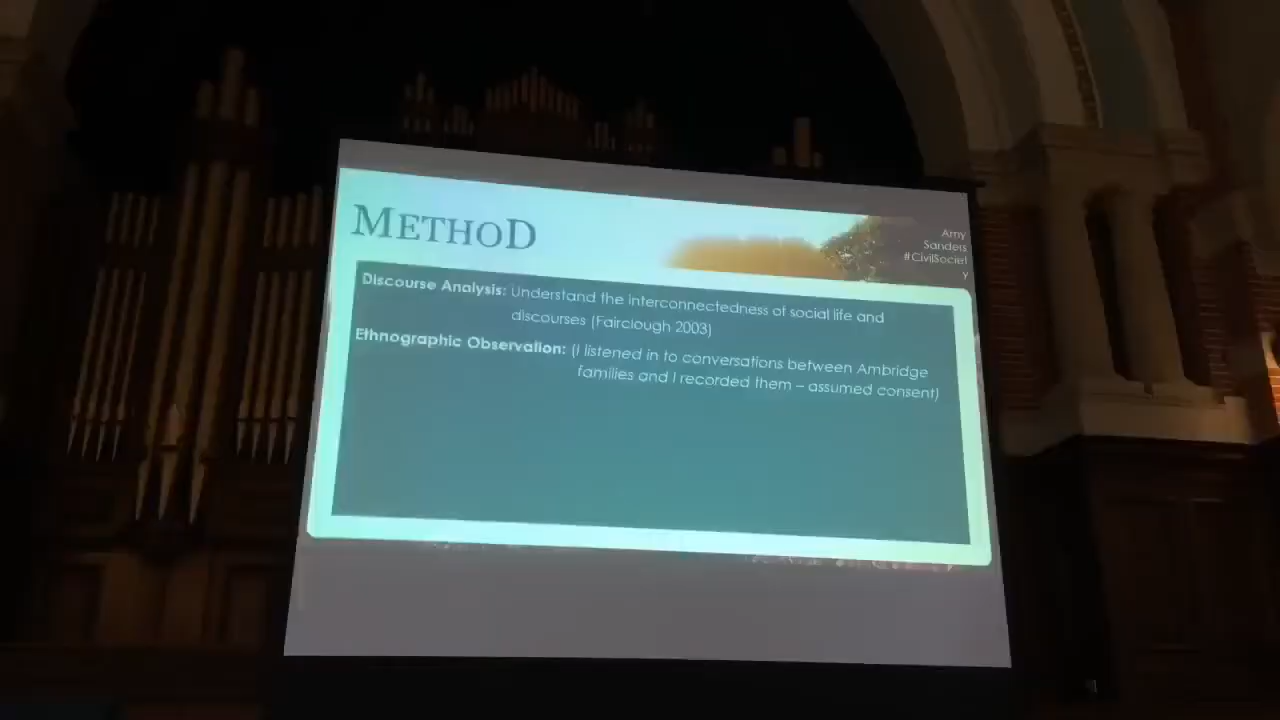 METHOD
Amy
Sanders
#CivilSociet
y
Discourse Analysis: Understand the interconnectedness of social life and
discourses (Fairclough 2003)
Ethnographic Observation: (I listened in to conversations between Ambridge
families and I recorded them – assumed consent)